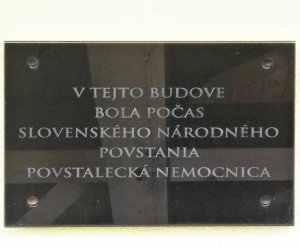 V TEJTO BUDOVE
BOLA POČAS
SLOVENSKÉHO NÁRODNÉHO
POVSTANIA
POVSTALECKÁ NEMOCNICA